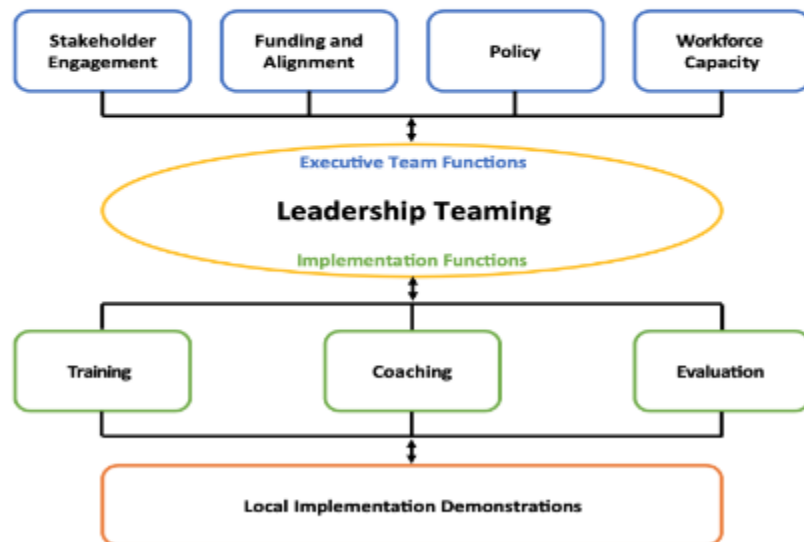 Stakeholder
Engagement
Funding and
Alignment
Policy
Workforce
Capacity
Executive Team Functions
Leadership Teaming
Implementation Functions
Training
Coaching
Evaluation
Local Implementation Demonstrations